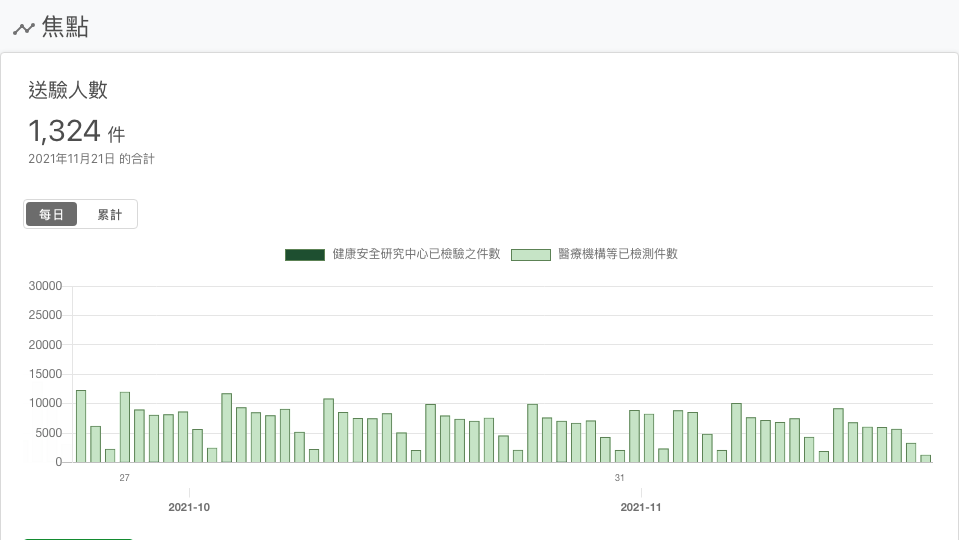 焦點
送驗人數
1,324 件
2021年11月21日 的合計
每日 累計
健康安全研究中心已檢驗之件數 醫療機構等已檢測件數
30000
25000
20000
15000
10000
5000
0
27 31
2021-10 2021-11